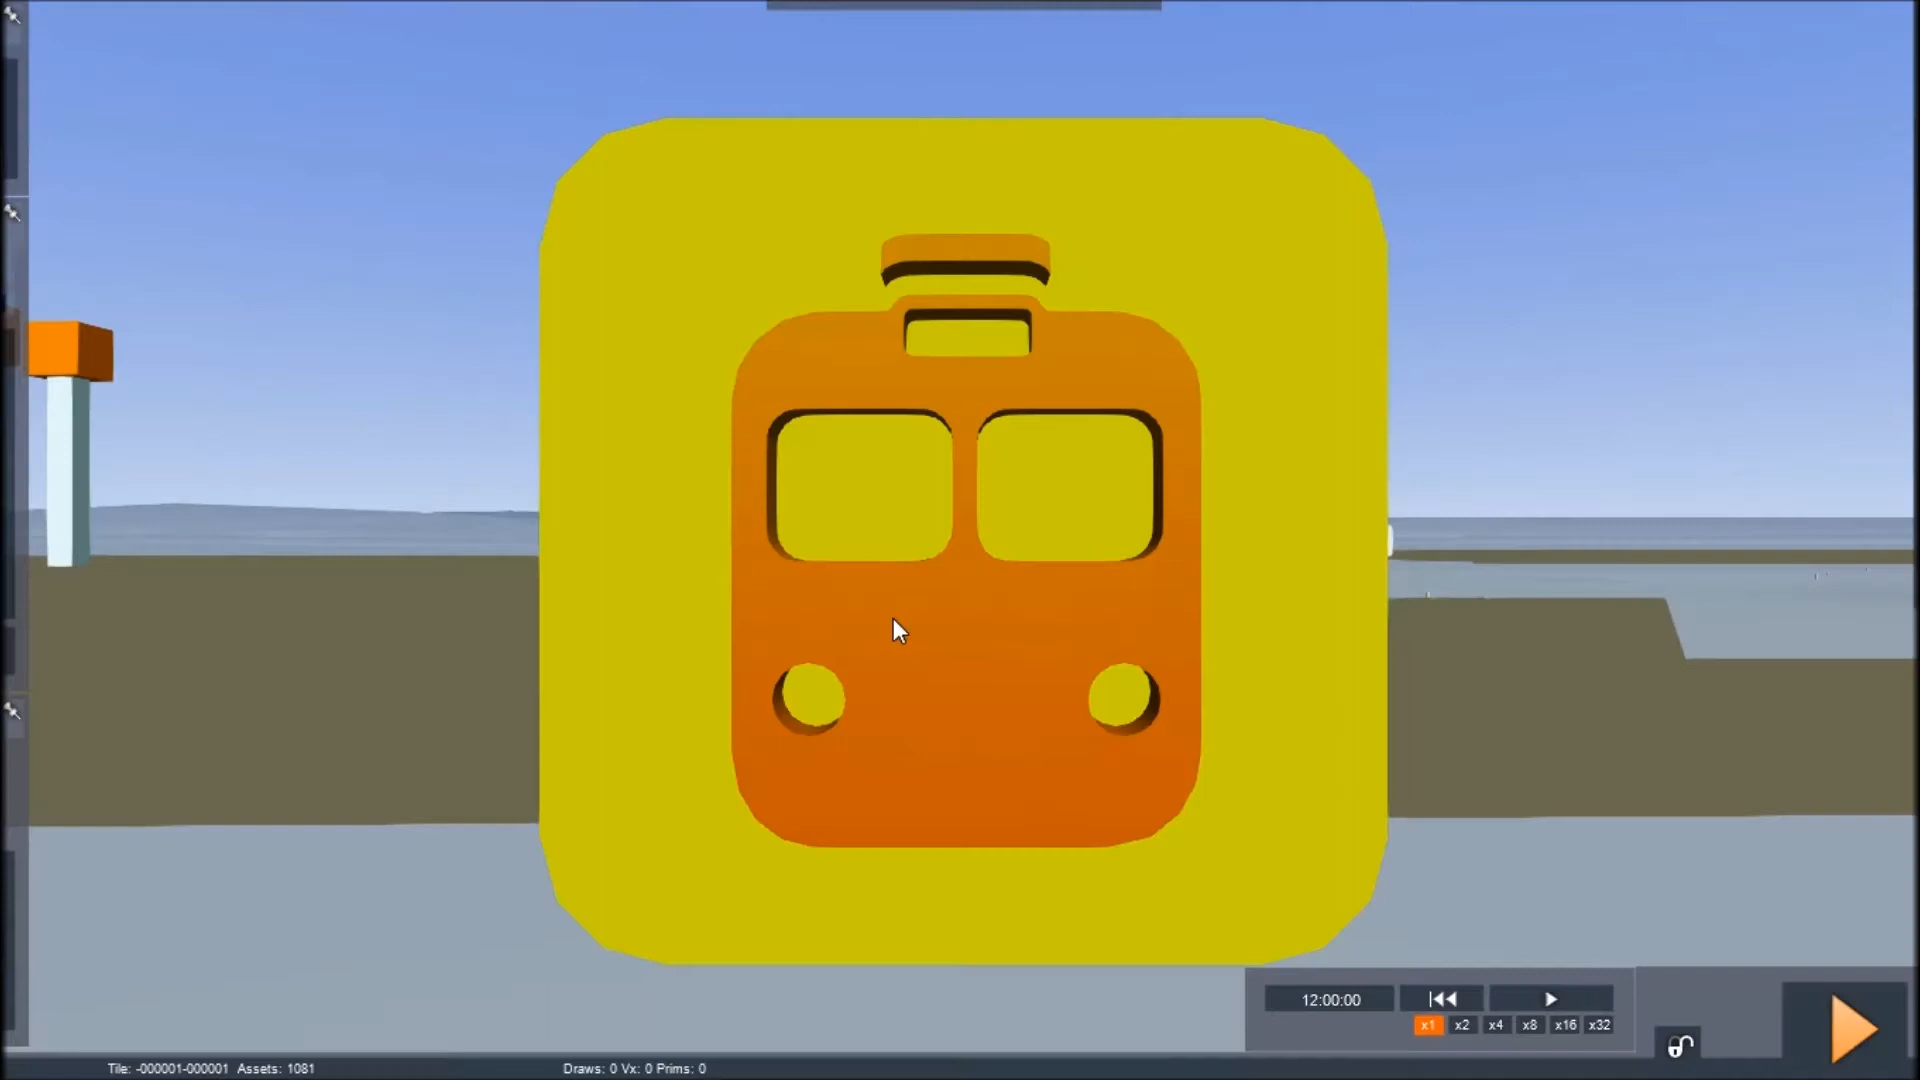 12:00:00
x1 x2 x4 x8 x16 x32
Tile: -000001-000001 Assets: 1081 Draws: 0 Vx: 0 Prims: 0